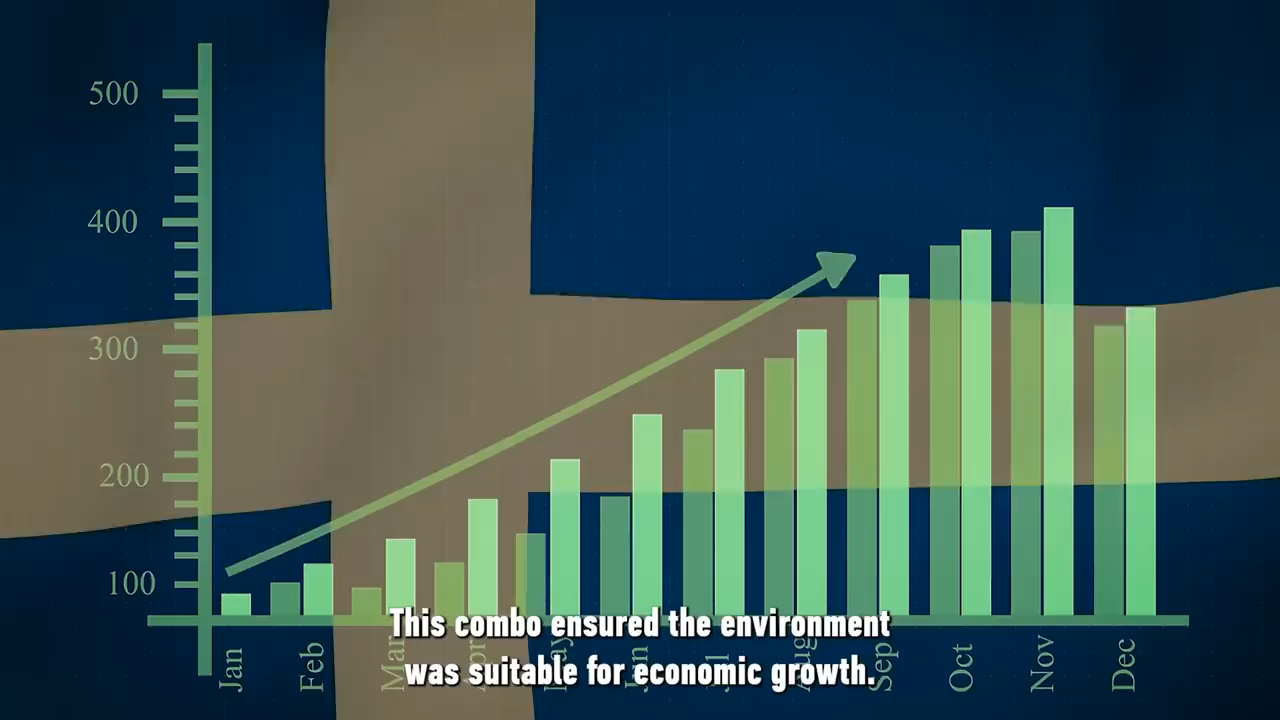 500
400
300
200
100
Jan
Feb
Mar
Sep
Oct
Nov
Dec
This combo ensured the environment
was suitable for economic growth.